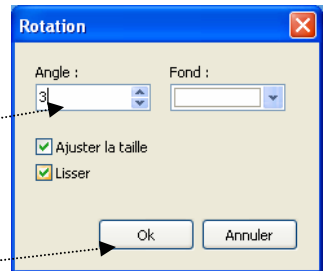 Rotation
Angle : Fond :
3
Ajuster la taille
Lisser
Ok Annuler